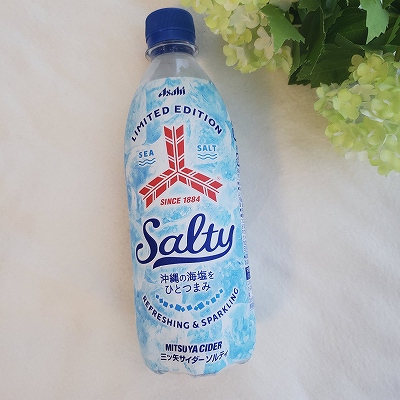 Asahi
LIMITED EDITION
SEA SALT
SINCE 1884
Salty
沖縄の海塩を
ひとつまみ
REFRESHING & SPARKLING
MITSUYA CIDER
三ツ矢サイダー ソルティ